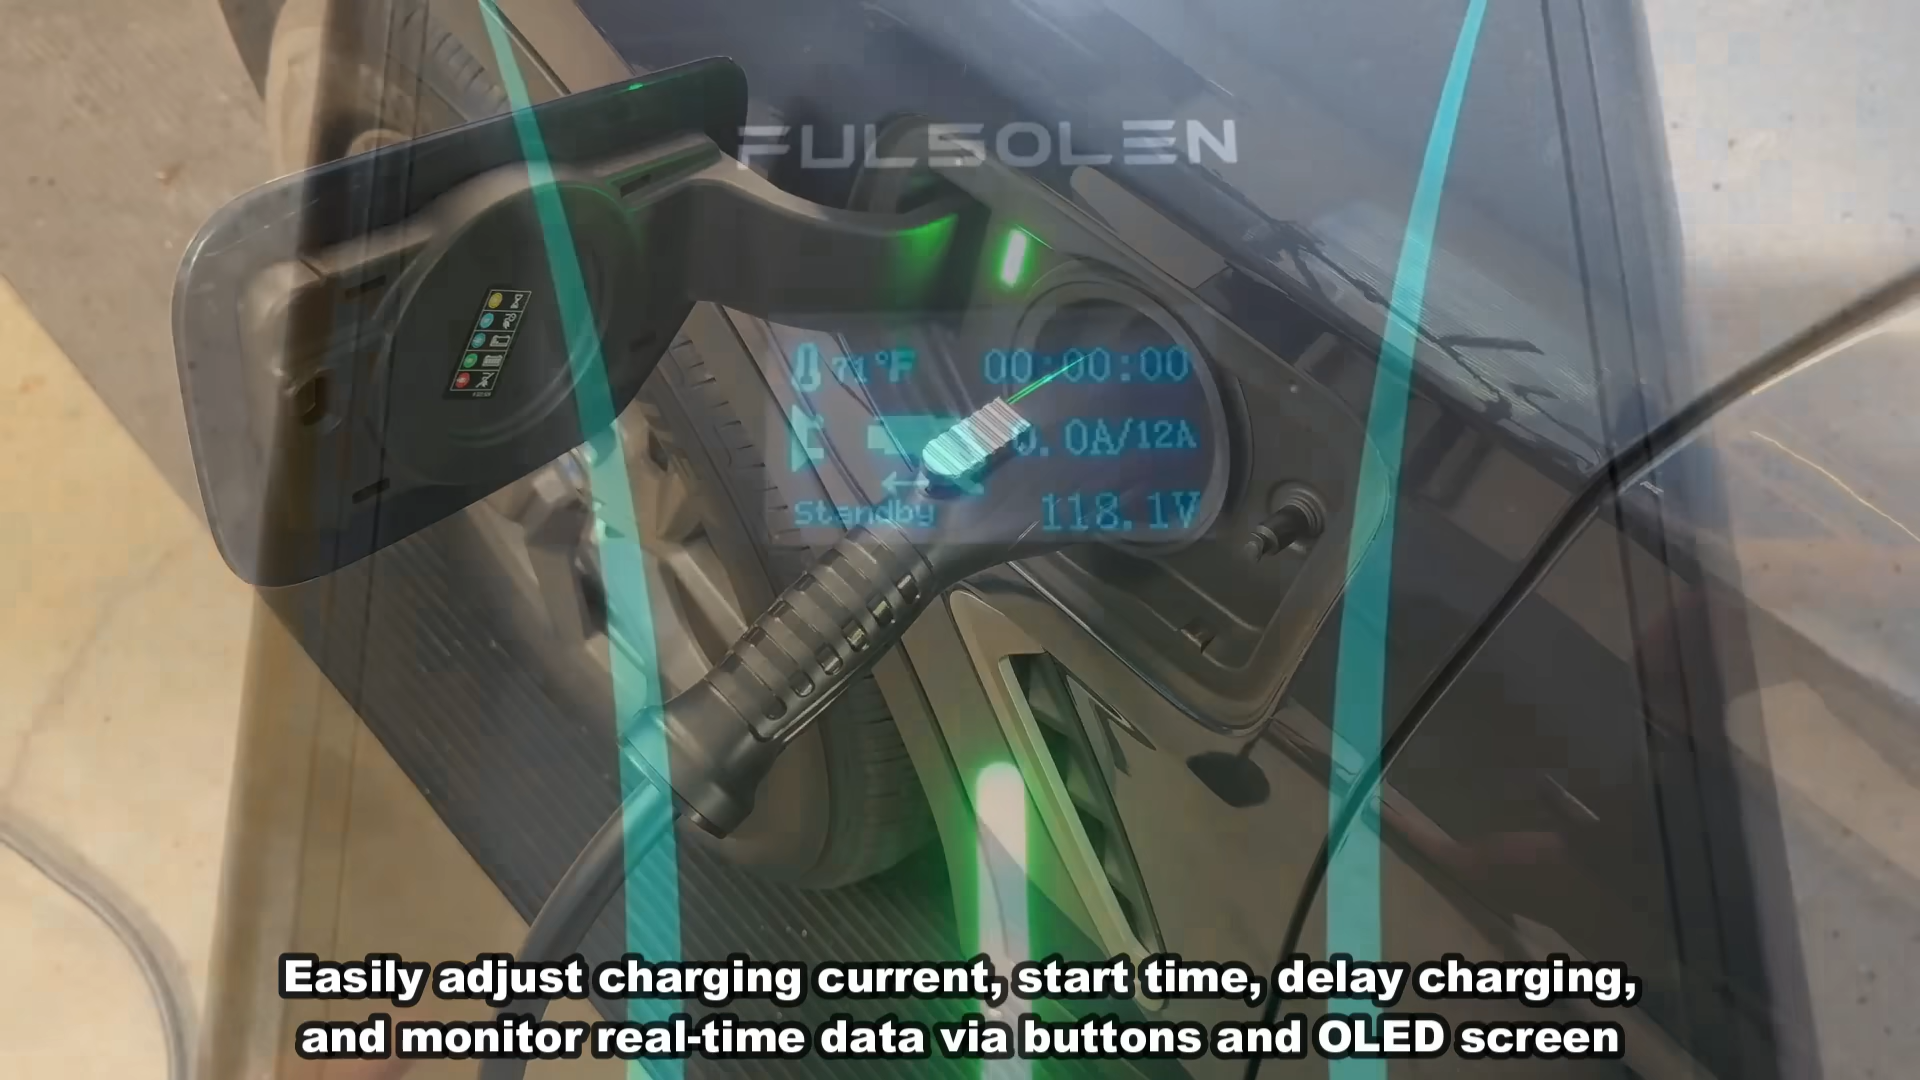 FULSOLEN
71°F 00:00:00
0.0A/12A
Standby 118.1V
Easily adjust charging current, start time, delay charging,
and monitor real-time data via buttons and OLED screen